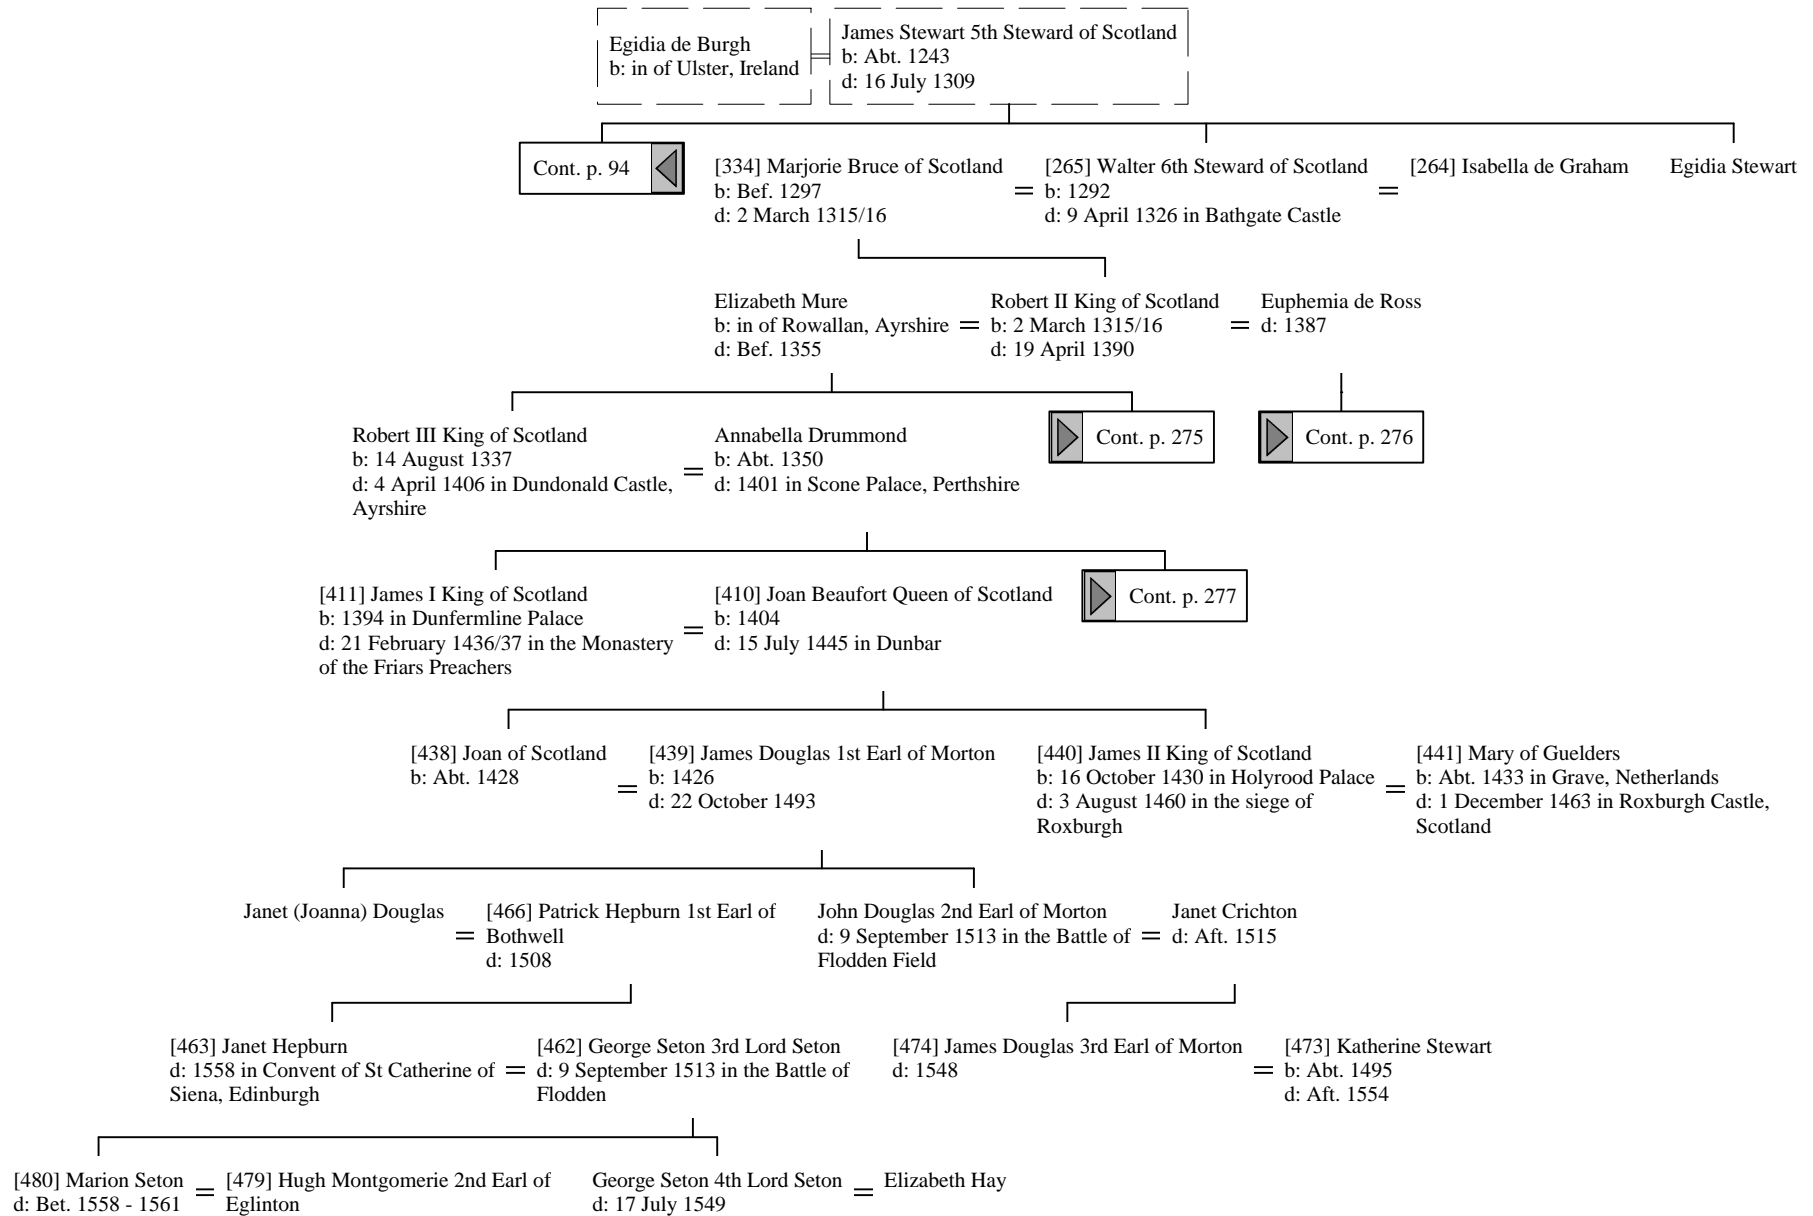 Egidia de Burgh
b: in of Ulster, Ireland
James Stewart 5th Steward of Scotland
b: Abt. 1243
d: 16 July 1309
Cont. p. 94
[334] Marjorie Bruce of Scotland
b: Bef. 1297
d: 2 March 1315/16
=
[265] Walter 6th Steward of Scotland
b: 1292
d: 9 April 1326 in Bathgate Castle
=
[264] Isabella de Graham
Egidia Stewart
Elizabeth Mure
b: in of Rowallan, Ayrshire
d: Bef. 1355
=
Robert II King of Scotland
b: 2 March 1315/16
d: 19 April 1390
=
Euphemia de Ross
d: 1387
Robert III King of Scotland
b: 14 August 1337
d: 4 April 1406 in Dundonald Castle,
Ayrshire
=
Annabella Drummond
b: Abt. 1350
d: 1401 in Scone Palace, Perthshire
Cont. p. 275
Cont. p. 276
[411] James I King of Scotland
b: 1394 in Dunfermline Palace
d: 21 February 1436/37 in the Monastery
of the Friars Preachers
=
[410] Joan Beaufort Queen of Scotland
b: 1404
d: 15 July 1445 in Dunbar
Cont. p. 277
[438] Joan of Scotland
b: Abt. 1428
=
[439] James Douglas 1st Earl of Morton
b: 1426
d: 22 October 1493
[440] James II King of Scotland
b: 16 October 1430 in Holyrood Palace
d: 3 August 1460 in the siege of
Roxburgh
=
[441] Mary of Guelders
b: Abt. 1433 in Grave, Netherlands
d: 1 December 1463 in Roxburgh Castle,
Scotland
Janet (Joanna) Douglas
=
[466] Patrick Hepburn 1st Earl of
Bothwell
d: 1508
John Douglas 2nd Earl of Morton
d: 9 September 1513 in the Battle of
Flodden Field
=
Janet Crichton
d: Aft. 1515
[463] Janet Hepburn
d: 1558 in Convent of St Catherine of
Siena, Edinburgh
=
[462] George Seton 3rd Lord Seton
d: 9 September 1513 in the Battle of
Flodden
[474] James Douglas 3rd Earl of Morton
d: 1548
=
[473] Katherine Stewart
b: Abt. 1495
d: Aft. 1554
[480] Marion Seton
d: Bet. 1558 - 1561
=
[479] Hugh Montgomerie 2nd Earl of
Eglinton
George Seton 4th Lord Seton
d: 17 July 1549
=
Elizabeth Hay